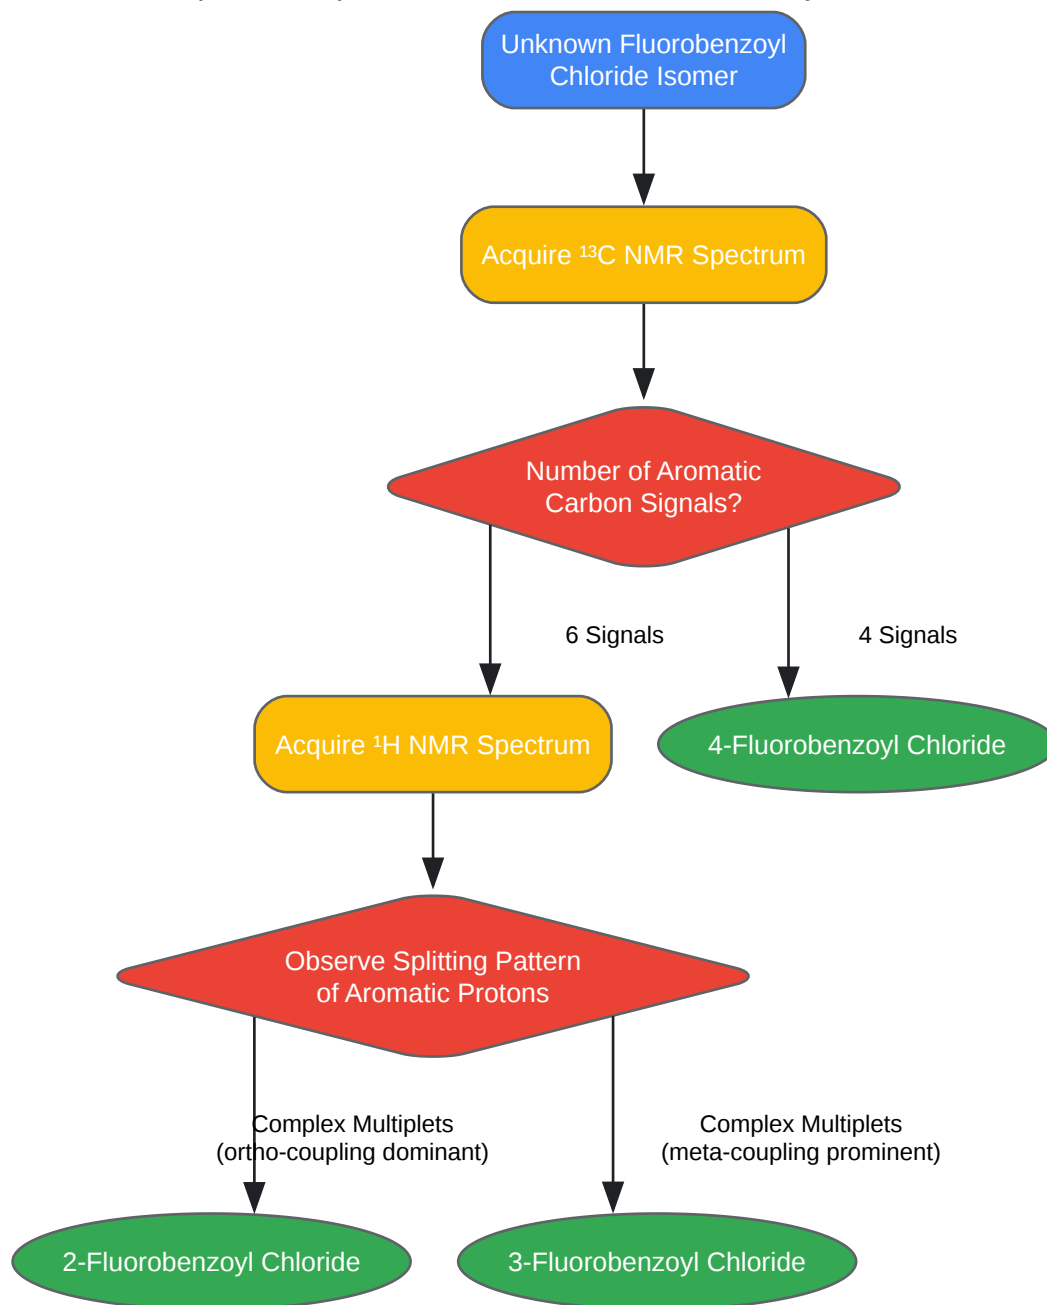 Unknown Fluorobenzoyl
Chloride Isomer
Acquire ¹³C NMR Spectrum
Number of Aromatic
Carbon Signals?
6 Signals
4 Signals
Acquire ¹H NMR Spectrum
4-Fluorobenzoyl Chloride
Observe Splitting Pattern
of Aromatic Protons
Complex Multiplets
(ortho-coupling dominant)
Complex Multiplets
(meta-coupling prominent)
2-Fluorobenzoyl Chloride
3-Fluorobenzoyl Chloride